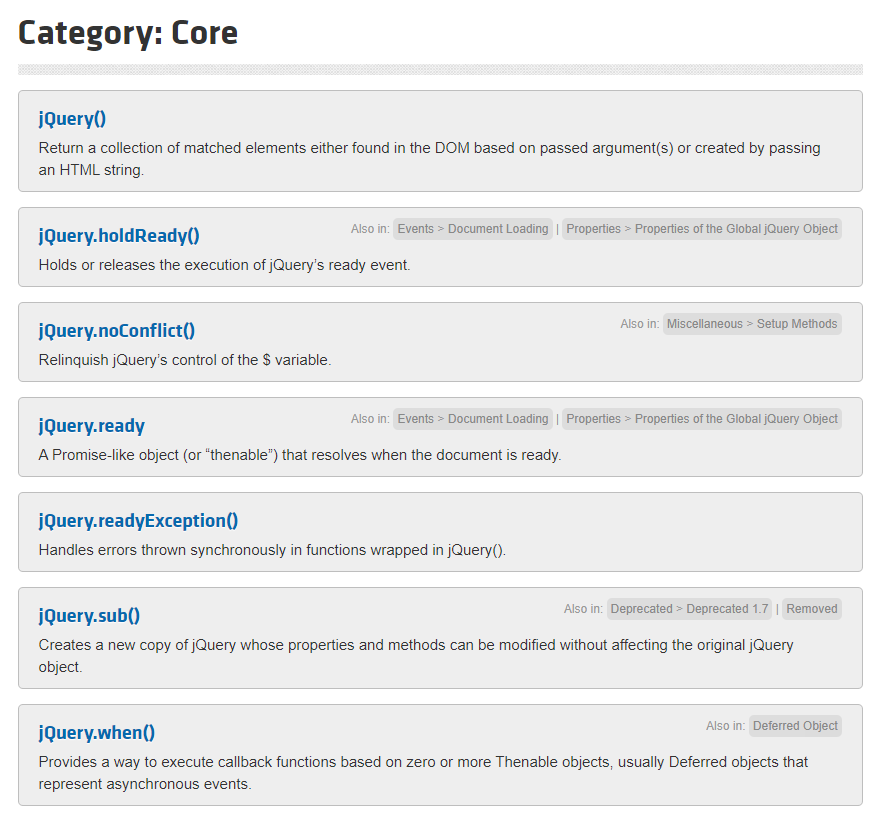 Category: Core
jQuery()
Return a collection of matched elements either found in the DOM based on passed argument(s) or created by passing
an HTML string.
jQuery.holdReady()
Also in: Events > Document Loading | Properties > Properties of the Global jQuery Object
Holds or releases the execution of jQuery’s ready event.
jQuery.noConflict()
Also in: Miscellaneous > Setup Methods
Relinquish jQuery’s control of the $ variable.
jQuery.ready
Also in: Events > Document Loading | Properties > Properties of the Global jQuery Object
A Promise-like object (or “thenable”) that resolves when the document is ready.
jQuery.readyException()
Handles errors thrown synchronously in functions wrapped in jQuery().
jQuery.sub()
Also in: Deprecated > Deprecated 1.7 | Removed
Creates a new copy of jQuery whose properties and methods can be modified without affecting the original jQuery
object.
jQuery.when()
Also in: Deferred Object
Provides a way to execute callback functions based on zero or more Thenable objects, usually Deferred objects that
represent asynchronous events.